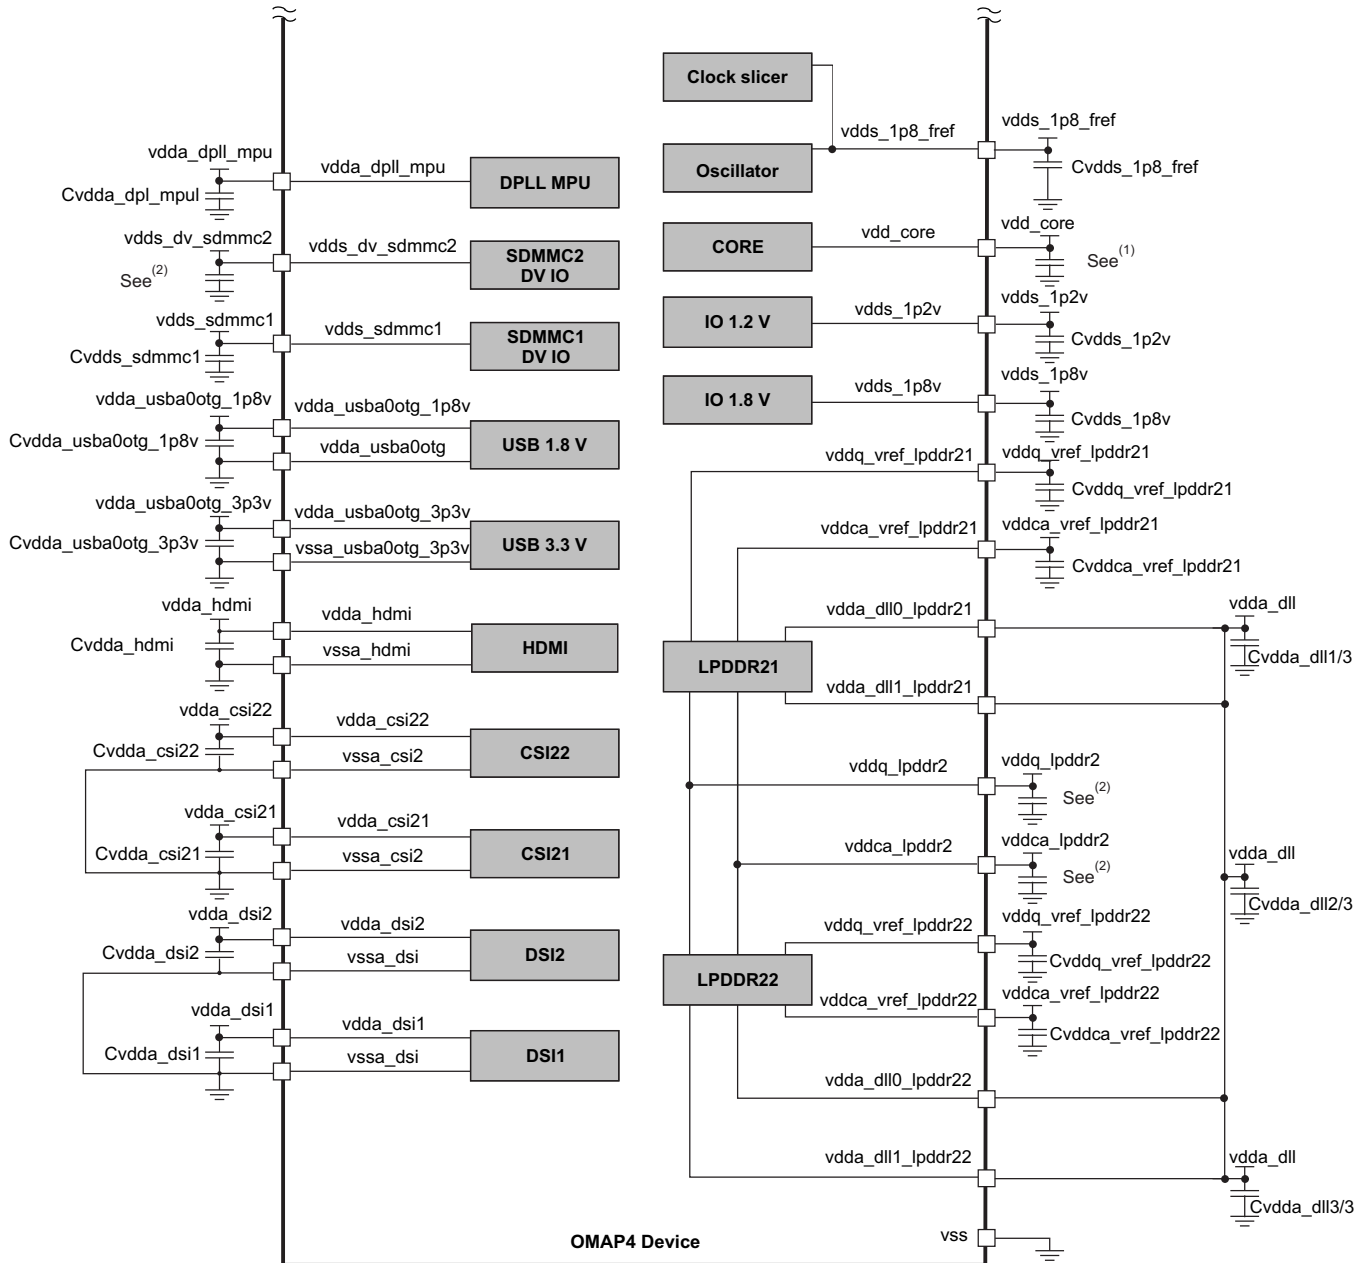 Clock slicer
vdds_1p8_fref
vdds_1p8_fref
Cvdds_1p8_fref
Oscillator
vdda_dpll_mpu
vdda_dpll_mpu
DPLL MPU
Cvdda_dpl_mpul
vdd_core
CORE
vdd_core
See(1)
vdds_dv_sdmmc2
vdds_dv_sdmmc2
SDMMC2
DV IO
See(2)
vdds_1p2v
IO 1.2 V
vdds_1p2v
Cvdds_1p2v
vdds_sdmmc1
vdds_sdmmc1
SDMMC1
DV IO
Cvdds_sdmmc1
vdds_1p8v
IO 1.8 V
vdds_1p8v
Cvdds_1p8v
vdda_usba0otg_1p8v
vdda_usba0otg_1p8v
Cvdda_usba0otg_1p8v
vdda_usba0otg
USB 1.8 V
vddq_vref_lpddr21
vddq_vref_lpddr21
Cvddq_vref_lpddr21
vdda_usba0otg_3p3v
vdda_usba0otg_3p3v
Cvdda_usba0otg_3p3v
vssa_usba0otg_3p3v
USB 3.3 V
vddca_vref_lpddr21
vddca_vref_lpddr21
Cvddca_vref_lpddr21
vdda_hdmi
vdda_hdmi
Cvdda_hdmi
vssa_hdmi
HDMI
vdda_dll0_lpddr21
vdda_dll
Cvdda_dll1/3
LPDDR21
vdda_dll1_lpddr21
vdda_csi22
vdda_csi22
Cvdda_csi22
vssa_csi2
CSI22
vddq_lpddr2
vddq_lpddr2
See(2)
vdda_csi21
vdda_csi21
Cvdda_csi21
vssa_csi2
CSI21
vddca_lpddr2
vddca_lpddr2
See(2)
vdda_dll
Cvdda_dll2/3
vdda_dsi2
vdda_dsi2
Cvdda_dsi2
vssa_dsi
DSI2
vddq_vref_lpddr22
vddq_vref_lpddr22
Cvddq_vref_lpddr22
LPDDR22
vddca_vref_lpddr22
vddca_vref_lpddr22
Cvddca_vref_lpddr22
vdda_dsi1
vdda_dsi1
Cvdda_dsi1
vssa_dsi
DSI1
vdda_dll0_lpddr22
vdda_dll1_lpddr22
vdda_dll
Cvdda_dll3/3
OMAP4 Device
vss